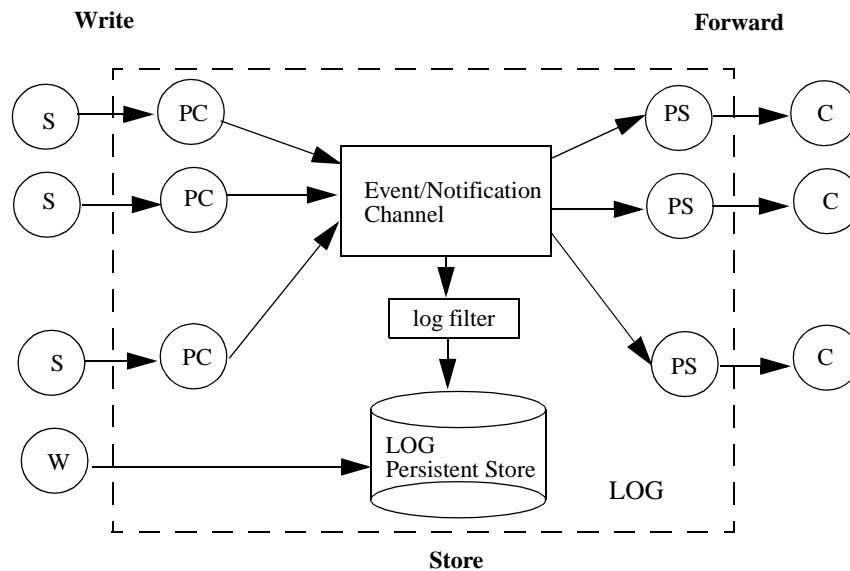 Write
Forward
S
PC
PS
C
S
PC
Event/Notification
Channel
PS
C
log filter
S
PC
PS
C
W
LOG
Persistent Store
LOG
Store